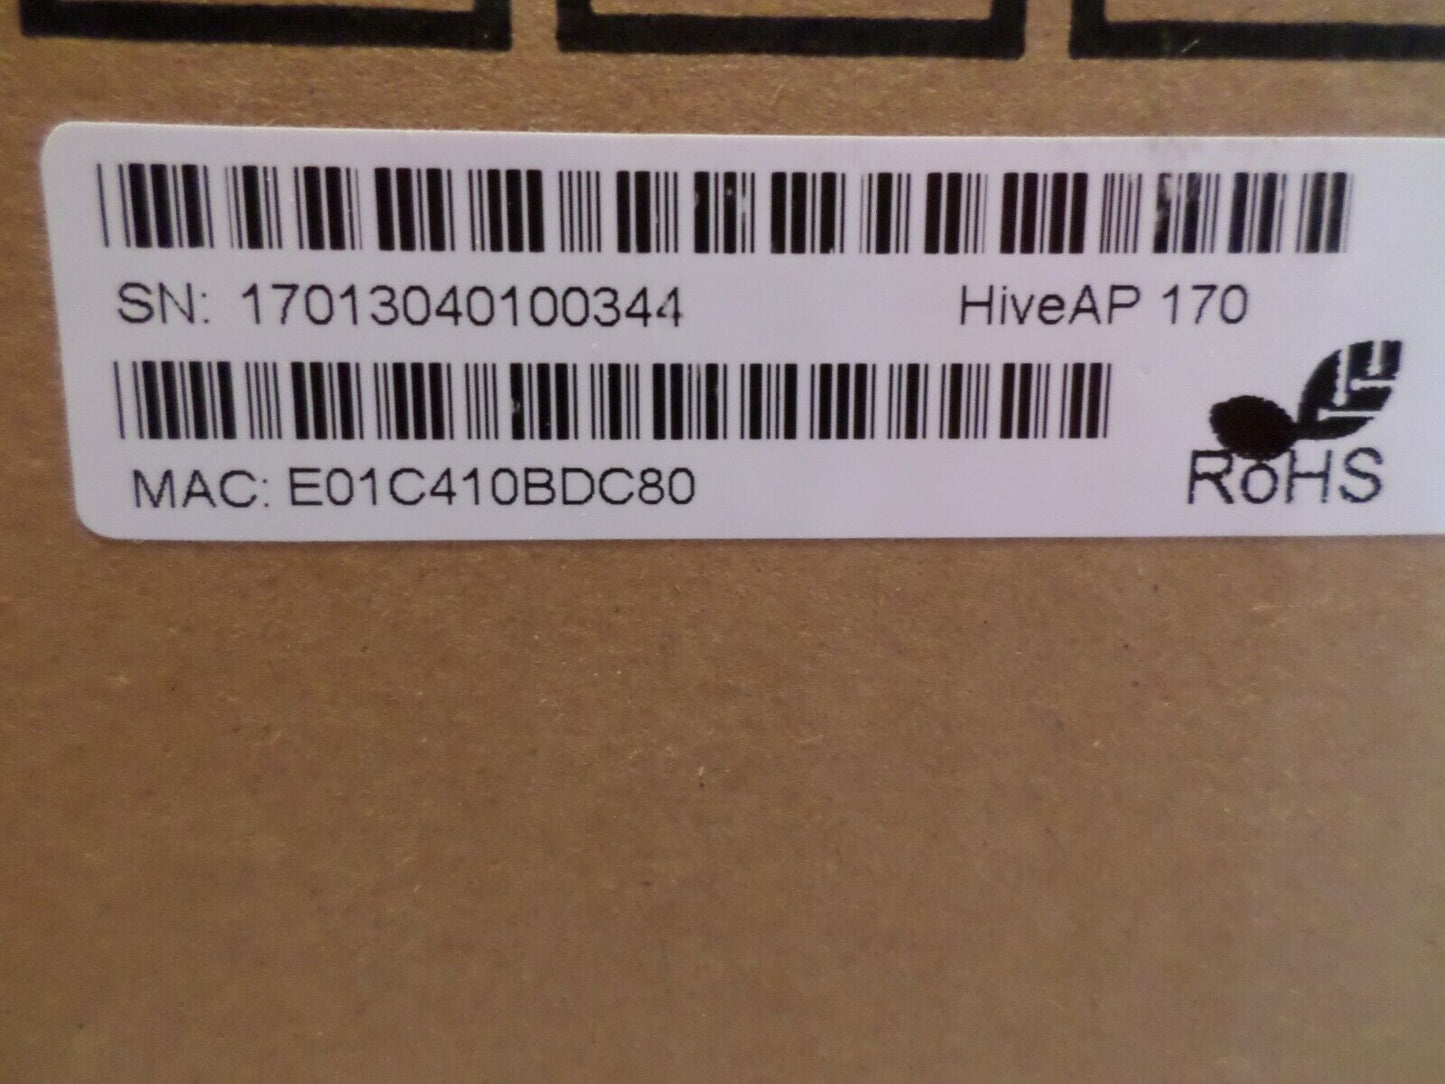 SN: 17013040100344 HiveAP 170
MAC: E01C410BDC80
RoHS